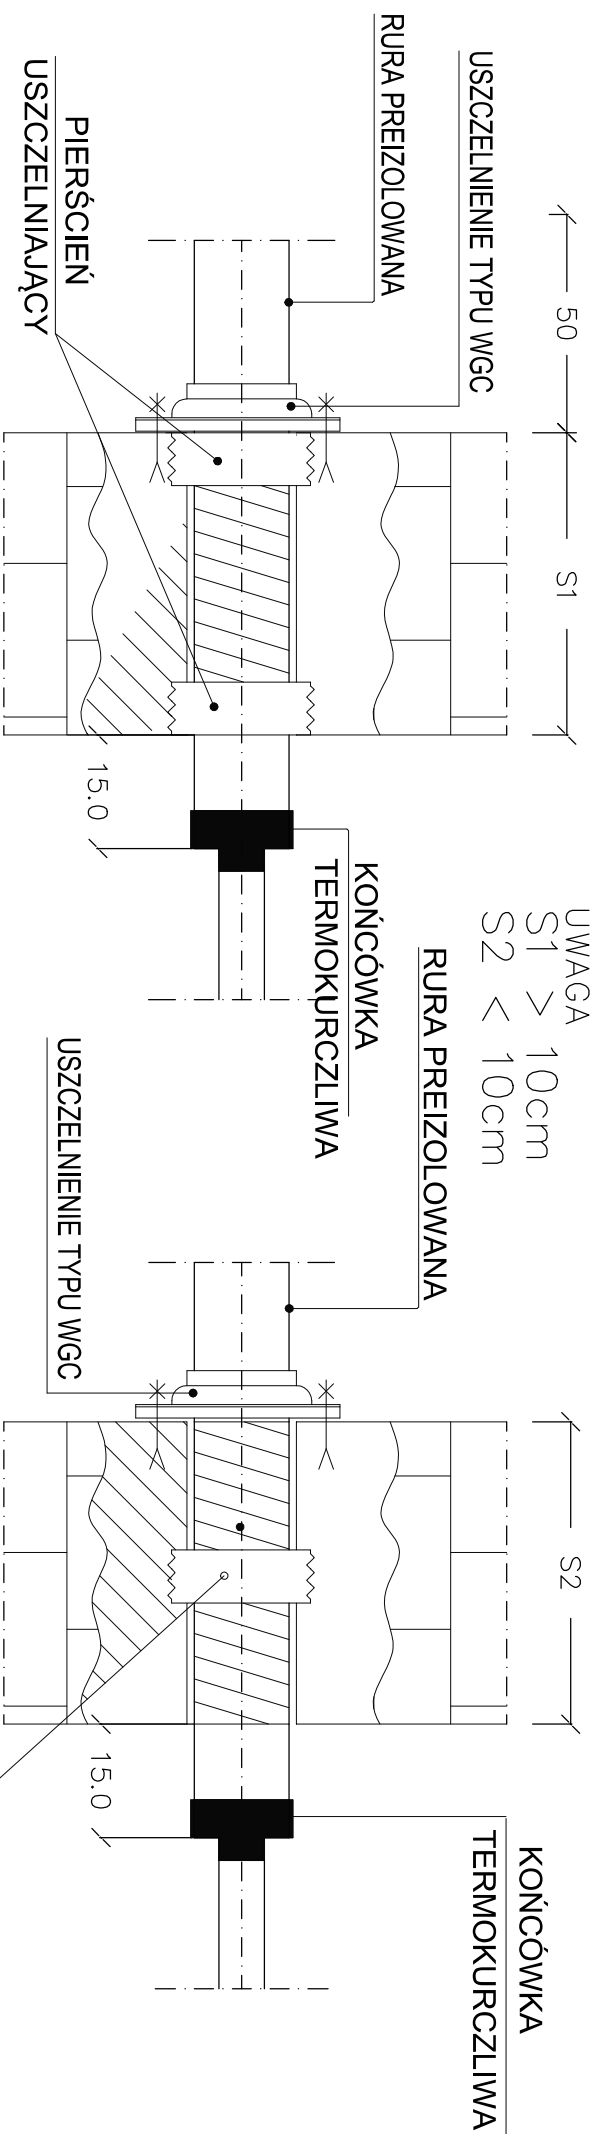 USZCZELNIENIE TYPU WGC
RURA PREIZOLOWANA
PIERŚCIEŃ
USZCZELNIAJĄCY
50
S1
15.0
KOŃCÓWKA
TERMOKURCZLIWA
UWAGA
S1 > 10cm
S2 < 10cm
RURA PREIZOLOWANA
USZCZELNIENIE TYPU WGC
S2
15.0
KOŃCÓWKA
TERMOKURCZLIWA